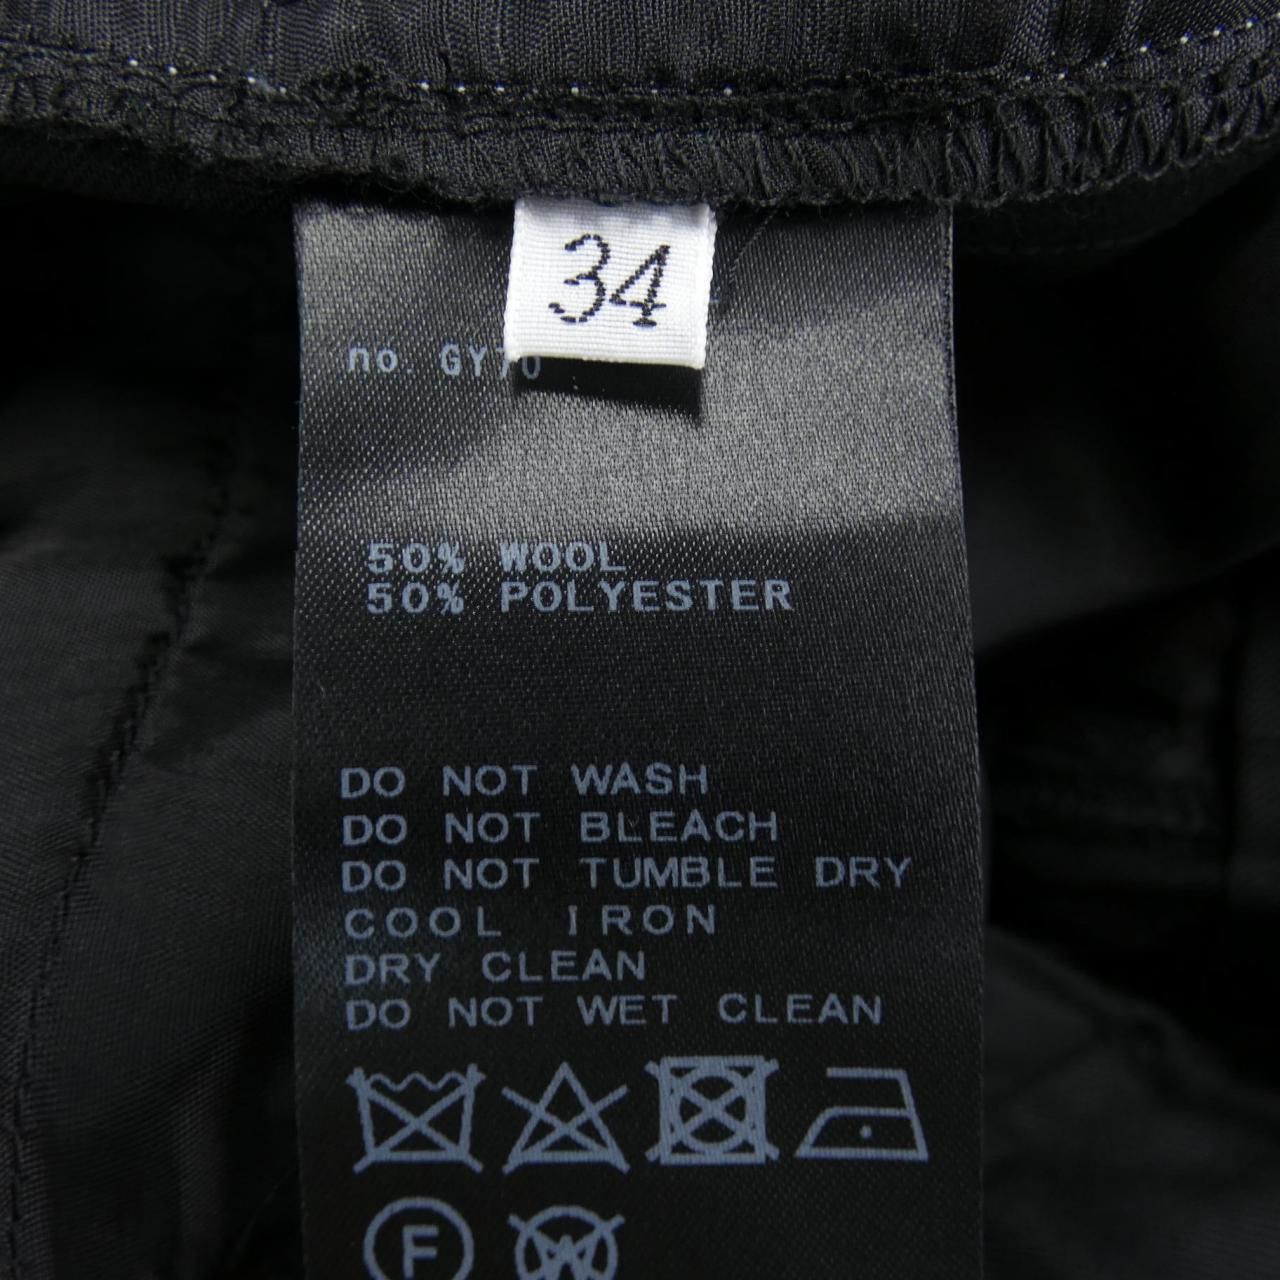 34
no. GY70
50% WOOL
50% POLYESTER
DO NOT WASH
DO NOT BLEACH
DO NOT TUMBLE DRY
COOL IRON
DRY CLEAN
DO NOT WET CLEAN
F W